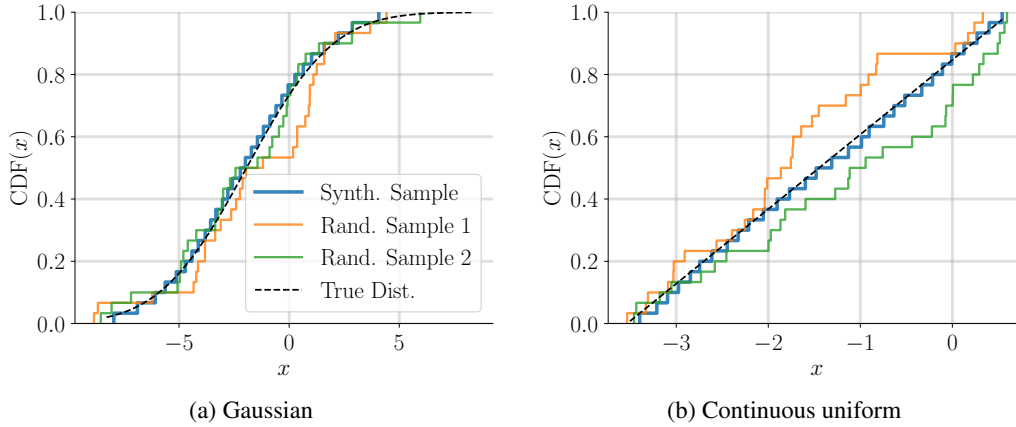 1.0
0.8
0.6
0.4
0.2
0.0
CDF(x)
−5
0
5
x
Synth. Sample
Rand. Sample 1
Rand. Sample 2
True Dist.
(a) Gaussian
1.0
0.8
0.6
0.4
0.2
0.0
CDF(x)
−3
−2
−1
0
x
(b) Continuous uniform